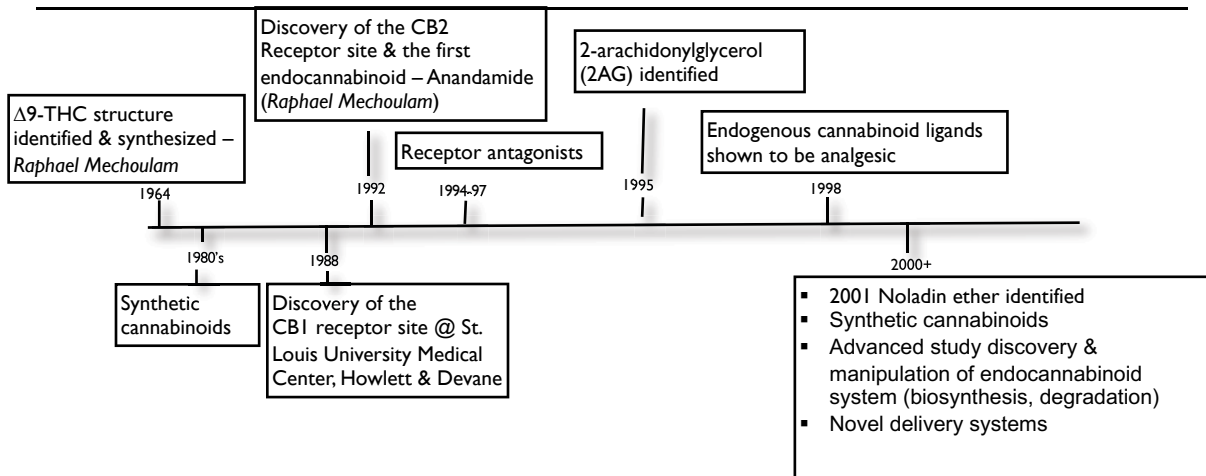 Discovery of the CB2
Receptor site & the first
endocannabinoid – Anandamide
(Raphael Mechoulam)
2-arachidonylglycerol
(2AG) identified
Δ9-THC structure
identified & synthesized –
Raphael Mechoulam
Receptor antagonists
Endogenous cannabinoid ligands
shown to be analgesic
1964
1992
1994-97
1995
1998
1980's
1988
2000+
Synthetic
cannabinoids
Discovery of the
CB1 receptor site @ St.
Louis University Medical
Center, Howlett & Devane
▪ 2001 Noladin ether identified
▪ Synthetic cannabinoids
▪ Advanced study discovery &
manipulation of endocannabinoid
system (biosynthesis, degradation)
▪ Novel delivery systems